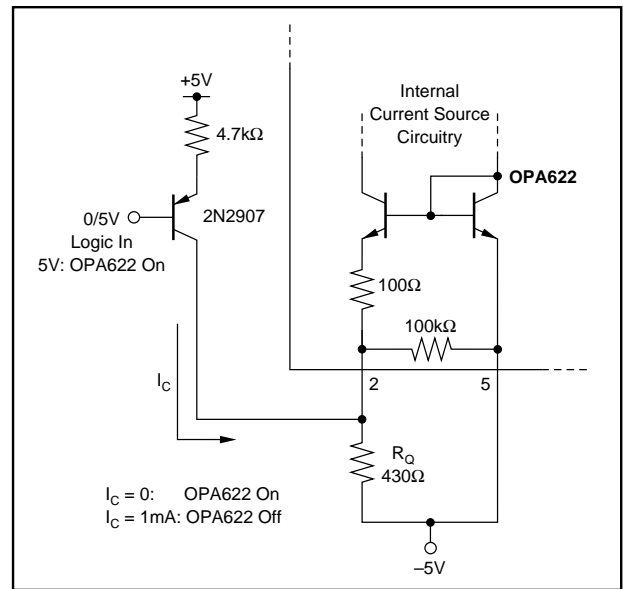 +5V
4.7kΩ
2N2907
0/5V
Logic In
5V: OPA622 On
Internal
Current Source
Circuitry
OPA622
100Ω
100kΩ
2
5
I_C
R_Q
430Ω
I_C = 0: OPA622 On
I_C = 1mA: OPA622 Off
–5V